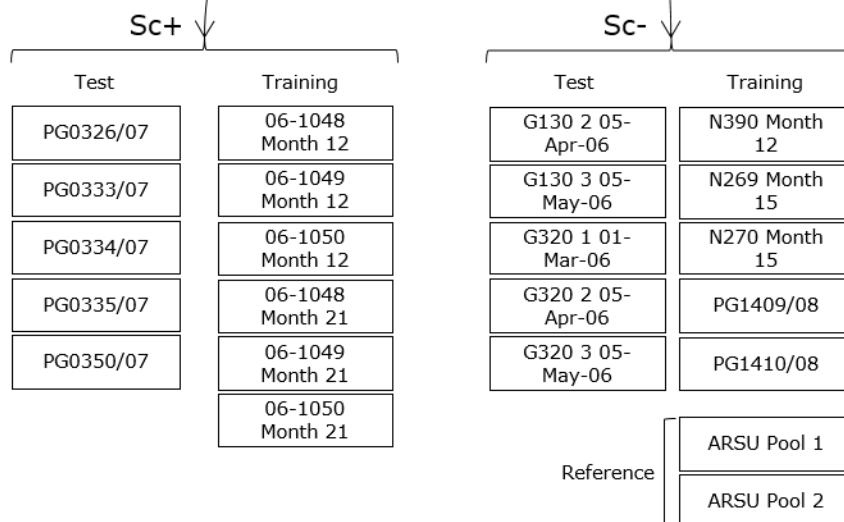 Sc+
Test
PG0326/07
PG0333/07
PG0334/07
PG0335/07
PG0350/07
Training
06-1048
Month 12
06-1049
Month 12
06-1050
Month 12
06-1048
Month 21
06-1049
Month 21
06-1050
Month 21
Sc-
Test
G130 2 05-
Apr-06
G130 3 05-
May-06
G320 1 01-
Mar-06
G320 2 05-
Apr-06
G320 3 05-
May-06
Training
N390 Month
12
N269 Month
15
N270 Month
15
PG1409/08
PG1410/08
Reference
ARSU Pool 1
ARSU Pool 2